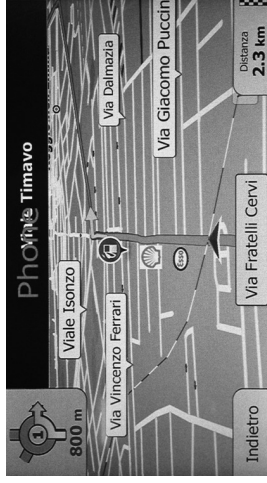 Phone
Viale Timavo
1
800 m
Viale Isonzo
Via Dalmazia
Via Giacomo Puccin
Via Vincenzo Ferrari
Esso
Via Fratelli Cervi
Distanza
2.3 km
Indietro